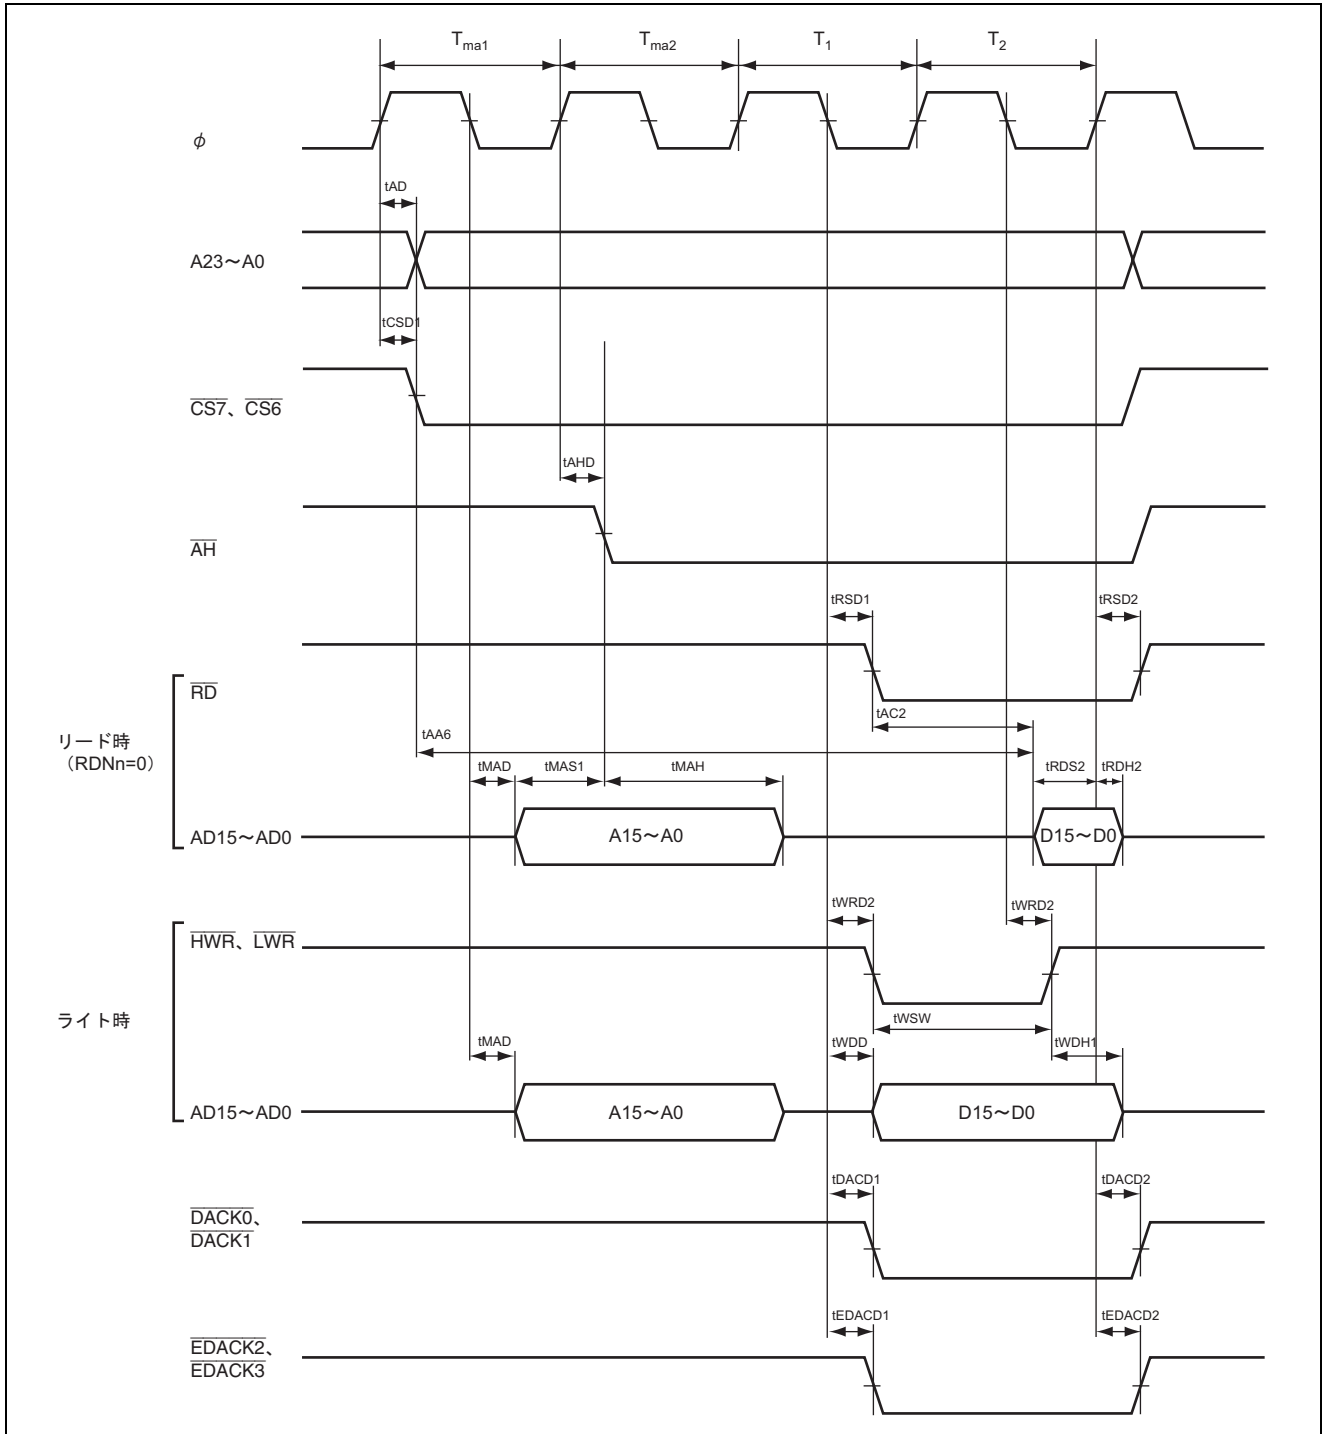 Tma1 Tma2 T1 T2
φ
tAD
A23～A0
tCSD1
CS7、CS6
tAHD
AH
tRSD1 tRSD2
RD
tAC2
リード時
（RDNn=0）
tAA6
tMAD tMAS1 tMAH tRDS2 tRDH2
AD15～AD0 A15～A0 D15～D0
tWRD2 tWRD2
HWR、LWR
ライト時
tWSW
tMAD tWDD tWDH1
AD15～AD0 A15～A0 D15～D0
tDACD1 tDACD2
DACK0、
DACK1
tEDACD1 tEDACD2
EDACK2、
EDACK3